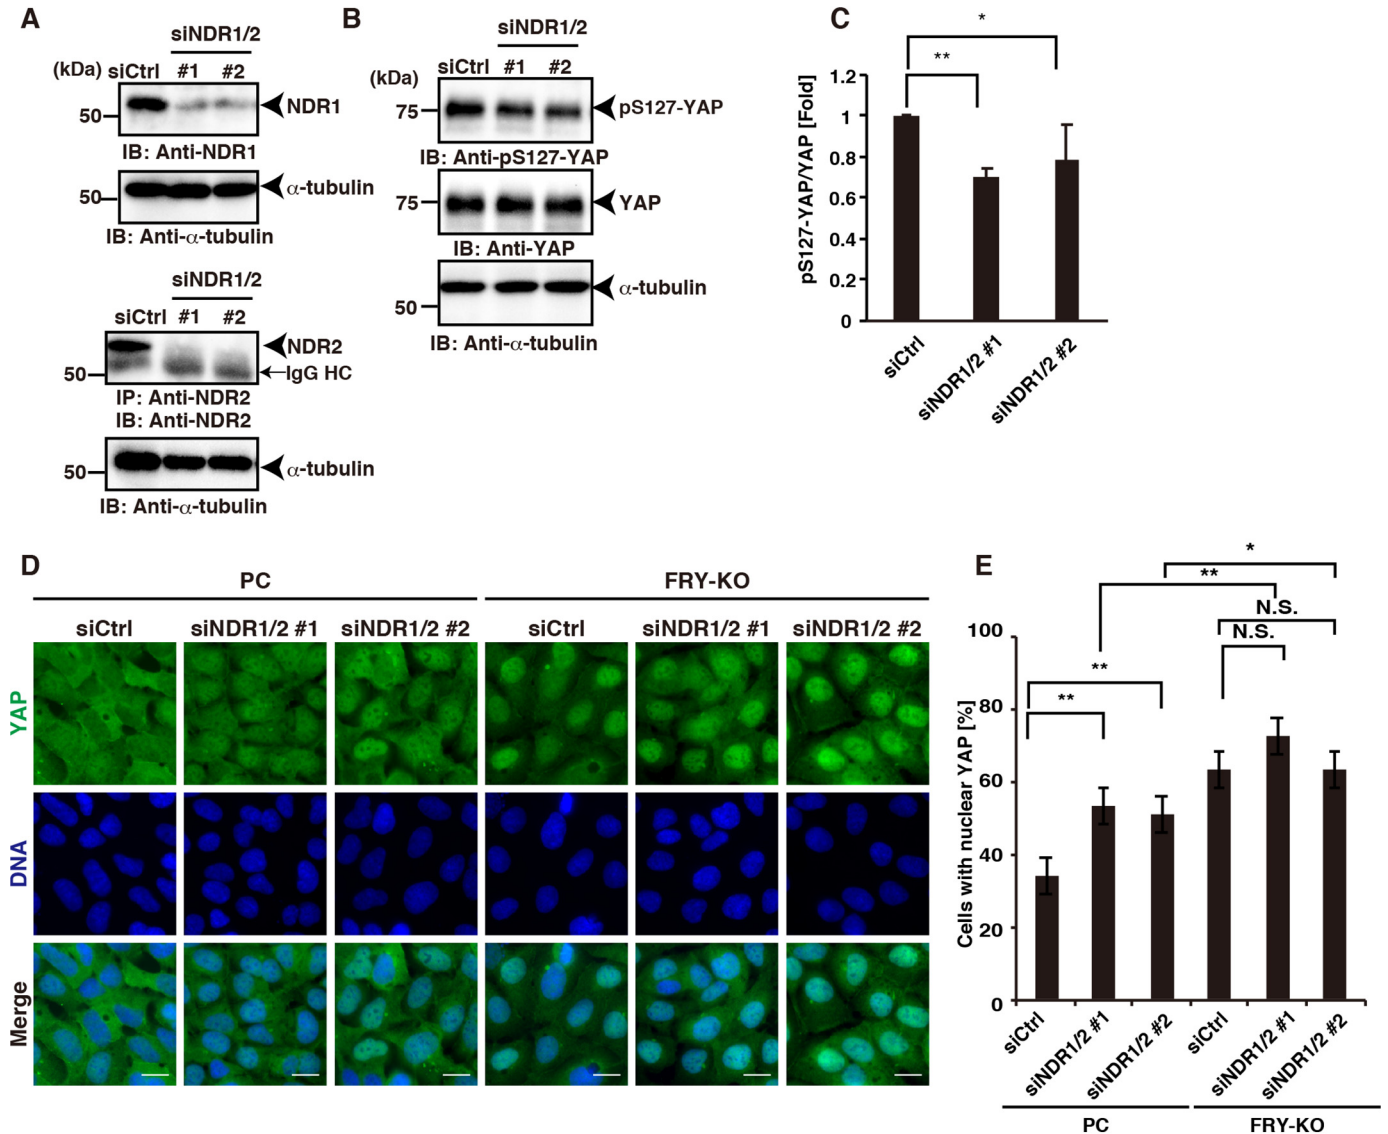 A
siNDR1/2
(kDa) siCtrl #1 #2
50
NDR1
IB: Anti-NDR1
50
α-tubulin
IB: Anti-α-tubulin
siNDR1/2
siCtrl #1 #2
NDR2
50
IgG HC
IP: Anti-NDR2
IB: Anti-NDR2
50
α-tubulin
IB: Anti-α-tubulin
B
siNDR1/2
(kDa) siCtrl #1 #2
75
pS127-YAP
IB: Anti-pS127-YAP
75
YAP
IB: Anti-YAP
α-tubulin
50
IB: Anti-α-tubulin
C
*
**
pS127-YAP/YAP [Fold]
1.2
1
0.8
0.6
0.4
0.2
0
siCtrl
siNDR1/2 #1
siNDR1/2 #2
D
PC
FRY-KO
siCtrl siNDR1/2 #1 siNDR1/2 #2 siCtrl siNDR1/2 #1 siNDR1/2 #2
YAP
DNA
Merge
E
*
**
N.S.
N.S.
**
**
Cells with nuclear YAP [%]
100
80
60
40
20
0
siCtrl
siNDR1/2 #1
siNDR1/2 #2
siCtrl
siNDR1/2 #1
siNDR1/2 #2
PC
FRY-KO